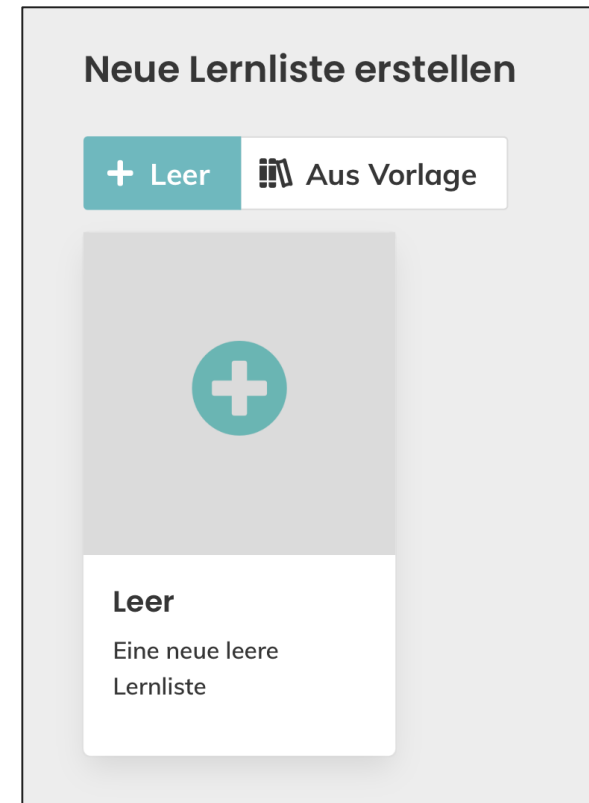 Neue Lernliste erstellen
Leer
Aus Vorlage
Leer
Eine neue leere
Lernliste